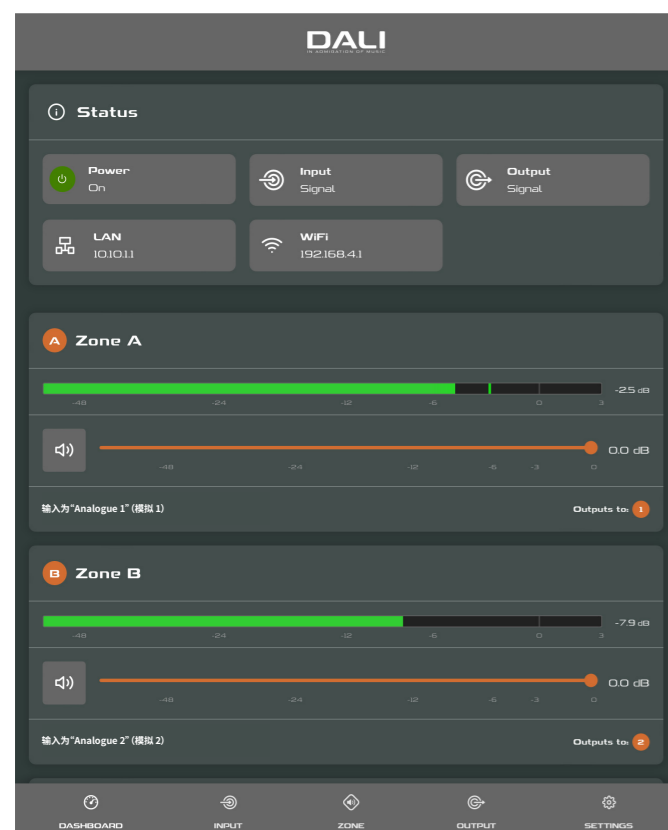 DALI
IN ADMIRATION OF MUSIC
Status
Power
On
Input
Signal
Output
Signal
LAN
10.10.1.1
WiFi
192.168.4.1
A Zone A
-2.5 dB
-48 -24 -12 -6 0 3
0.0 dB
-48 -24 -12 -6 -3 0
输入为“Analogue 1” (模拟 1) Outputs to: 1
B Zone B
-7.9 dB
-48 -24 -12 -6 0 3
0.0 dB
-48 -24 -12 -6 -3 0
输入为“Analogue 2” (模拟 2) Outputs to: 2
DASHBOARD INPUT ZONE OUTPUT SETTINGS